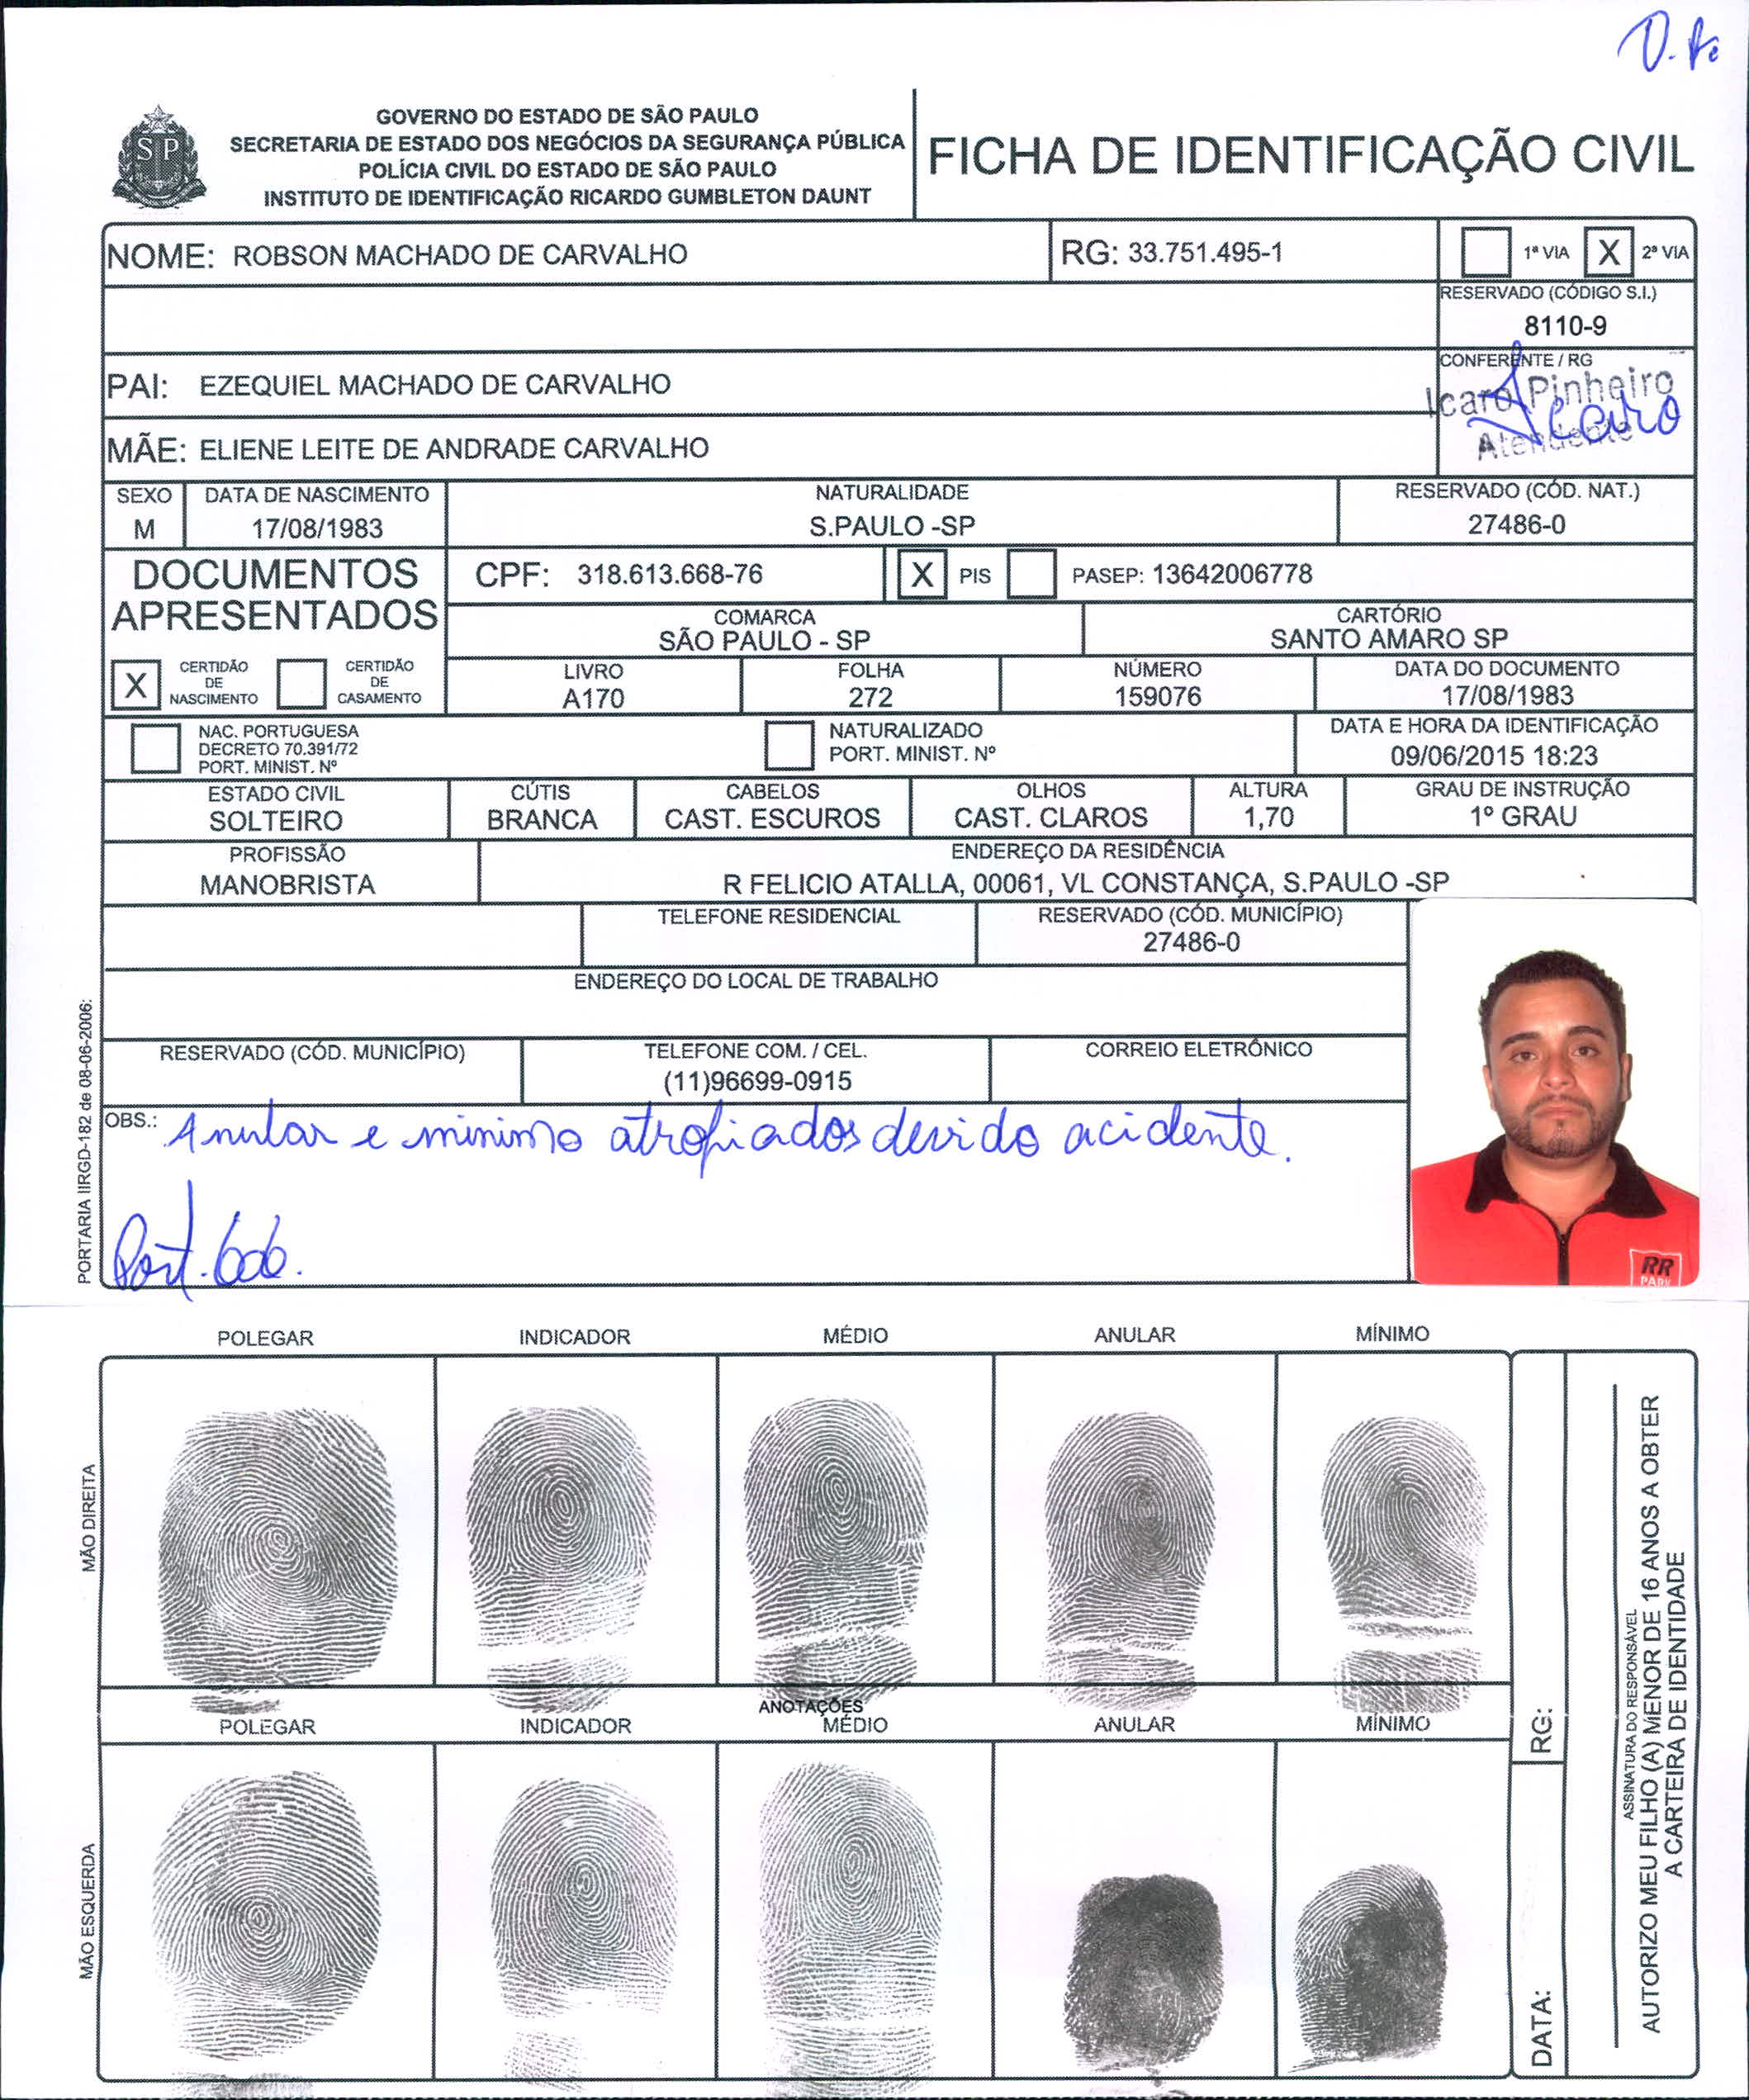 GOVERNO DO ESTADO DE SÃO PAULO
SECRETARIA DE ESTADO DOS NEGÓCIOS DA SEGURANÇA PÚBLICA
POLÍCIA CIVIL DO ESTADO DE SÃO PAULO
INSTITUTO DE IDENTIFICAÇÃO RICARDO GUMBLETON DAUNT
SP
FICHA DE IDENTIFICAÇÃO CIVIL
NOME: ROBSON MACHADO DE CARVALHO RG: 33.751.495-1 1ª VIA X 2ª VIA
RESERVADO (CÓDIGO S.I.)
8110-9
PAI: EZEQUIEL MACHADO DE CARVALHO
CONFERENTE / RG
Icaro Pinheiro
Icaro
Atendente
MÃE: ELIENE LEITE DE ANDRADE CARVALHO
SEXO DATA DE NASCIMENTO NATURALIDADE RESERVADO (CÓD. NAT.)
M 17/08/1983 S.PAULO -SP 27486-0
DOCUMENTOS APRESENTADOS
CPF: 318.613.668-76 X PIS PASEP: 13642006778
COMARCA CARTÓRIO
SÃO PAULO - SP SANTO AMARO SP
X CERTIDÃO DE NASCIMENTO CERTIDÃO DE CASAMENTO
LIVRO FOLHA NÚMERO DATA DO DOCUMENTO
A170 272 159076 17/08/1983
NAC. PORTUGUESA
DECRETO 70.391/72
PORT. MINIST. Nº
NATURALIZADO
PORT. MINIST. Nº
DATA E HORA DA IDENTIFICAÇÃO
09/06/2015 18:23
ESTADO CIVIL CÚTIS CABELOS OLHOS ALTURA GRAU DE INSTRUÇÃO
SOLTEIRO BRANCA CAST. ESCUROS CAST. CLAROS 1,70 1º GRAU
PROFISSÃO ENDEREÇO DA RESIDÊNCIA
MANOBRISTA R FELICIO ATALLA, 00061, VL CONSTANÇA, S.PAULO -SP
TELEFONE RESIDENCIAL RESERVADO (CÓD. MUNICÍPIO)
27486-0
ENDEREÇO DO LOCAL DE TRABALHO
RESERVADO (CÓD. MUNICÍPIO) TELEFONE COM. / CEL. CORREIO ELETRÔNICO
(11)96699-0915
OBS.: Anular e minimo atrofiados devido acidente.
Port.
RR
PARK
PORTARIA IIRGD-182 de 08-06-2006:
POLEGAR INDICADOR MÉDIO ANULAR MÍNIMO
MÃO DIREITA
ANOTAÇÕES
POLEGAR INDICADOR MÉDIO ANULAR MÍNIMO
MÃO ESQUERDA
RG:
DATA:
ASSINATURA DO RESPONSÁVEL
AUTORIZO MEU FILHO (A) MENOR DE 16 ANOS A OBTER
A CARTEIRA DE IDENTIDADE